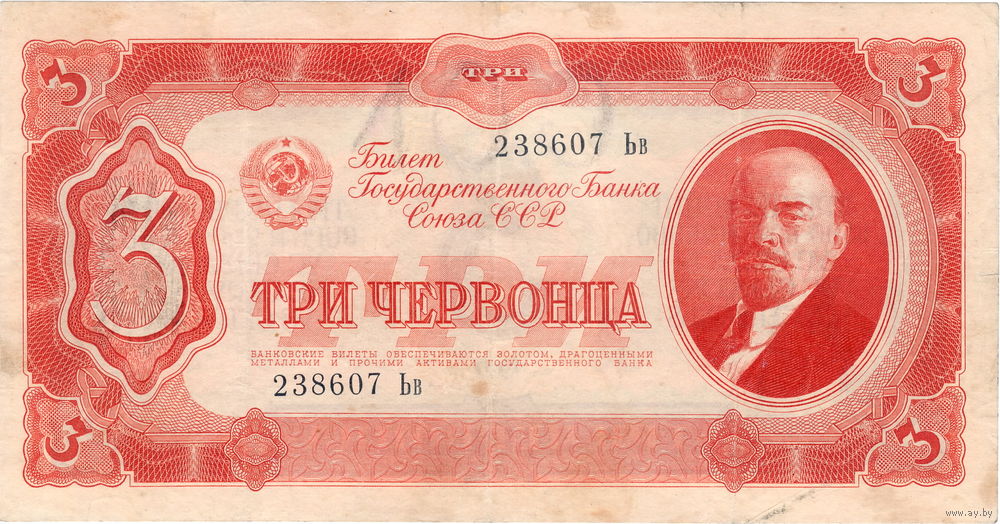 3 ТРИ 3
238607 Ьв
Билет
Государственного Банка
Союза ССР
3
ТРИ
ТРИ ЧЕРВОНЦА
БАНКОВСКИЕ БИЛЕТЫ ОБЕСПЕЧИВАЮТСЯ ЗОЛОТОМ, ДРАГОЦЕННЫМИ
МЕТАЛЛАМИ И ПРОЧИМИ АКТИВАМИ ГОСУДАРСТВЕННОГО БАНКА
238607 Ьв
3 3
www.ay.by